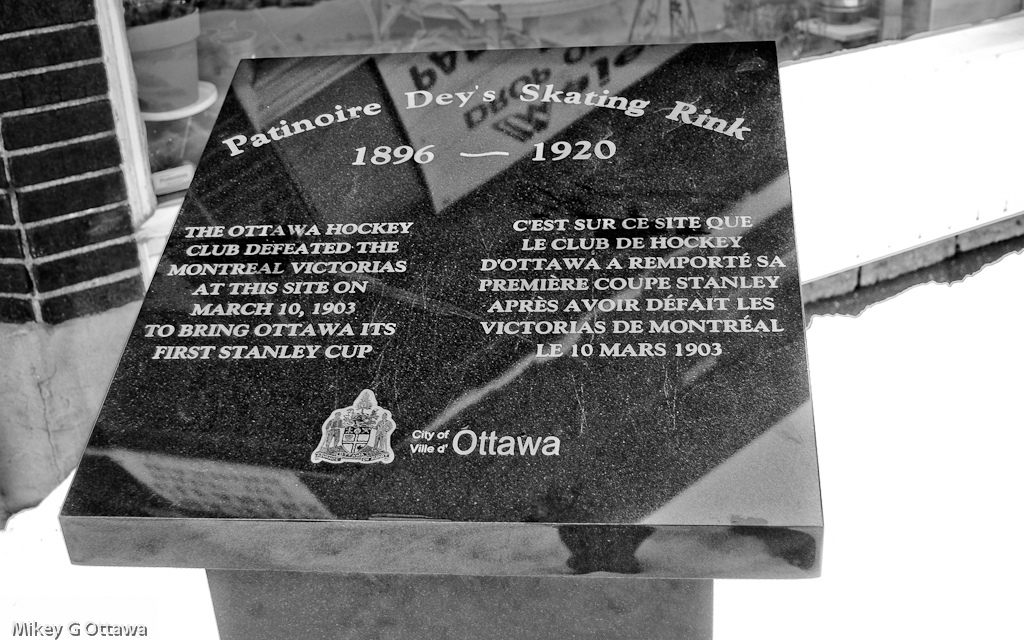 Patinoire Dey's Skating Rink
1896 — 1920
THE OTTAWA HOCKEY
CLUB DEFEATED THE
MONTREAL VICTORIAS
AT THIS SITE ON
MARCH 10, 1903
TO BRING OTTAWA ITS
FIRST STANLEY CUP
C'EST SUR CE SITE QUE
LE CLUB DE HOCKEY
D'OTTAWA A REMPORTÉ SA
PREMIÈRE COUPE STANLEY
APRÈS AVOIR DÉFAIT LES
VICTORIAS DE MONTRÉAL
LE 10 MARS 1903
City of
Ville d'
Ottawa
Mikey G Ottawa